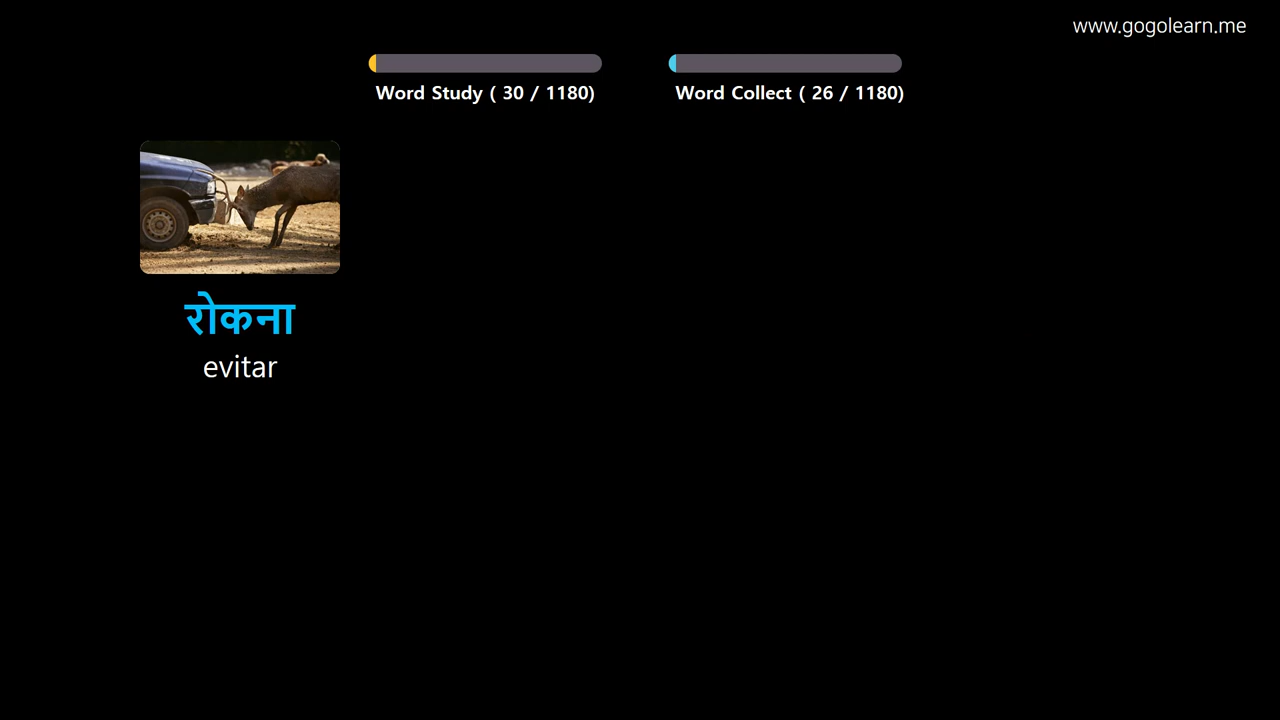 www.gogolearn.me
Word Study ( 30 / 1180)
Word Collect ( 26 / 1180)
रोकना
evitar